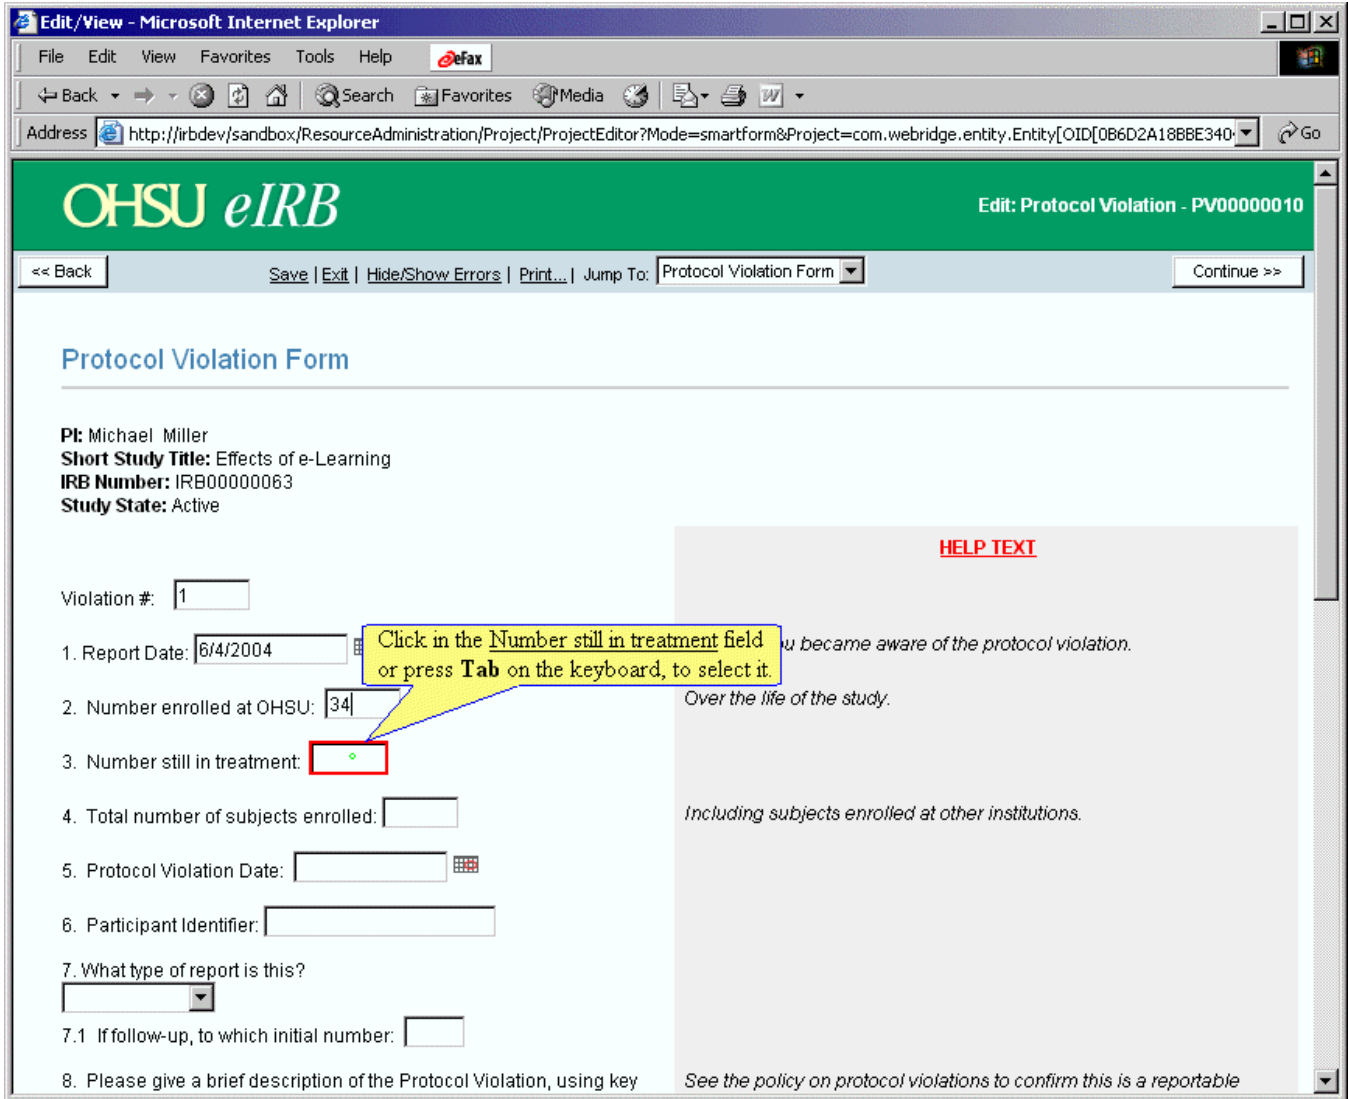 Edit/View - Microsoft Internet Explorer
File Edit View Favorites Tools Help eFax
Back Search Favorites Media
Address http://irbdev/sandbox/ResourceAdministration/Project/ProjectEditor?Mode=smartform&Project=com.webridge.entity.Entity[OID[0B6D2A18BBE340 Go
OHSU eIRB
Edit: Protocol Violation - PV00000010
<< Back Save | Exit | Hide/Show Errors | Print... | Jump To: Protocol Violation Form Continue >>
Protocol Violation Form
PI: Michael Miller
Short Study Title: Effects of e-Learning
IRB Number: IRB00000063
Study State: Active
HELP TEXT
Violation #: 1
1. Report Date: 6/4/2004
Click in the Number still in treatment field
or press Tab on the keyboard, to select it.
u became aware of the protocol violation.
2. Number enrolled at OHSU: 34
Over the life of the study.
3. Number still in treatment:
4. Total number of subjects enrolled:
Including subjects enrolled at other institutions.
5. Protocol Violation Date:
6. Participant Identifier:
7. What type of report is this?
7.1 If follow-up, to which initial number:
8. Please give a brief description of the Protocol Violation, using key
See the policy on protocol violations to confirm this is a reportable